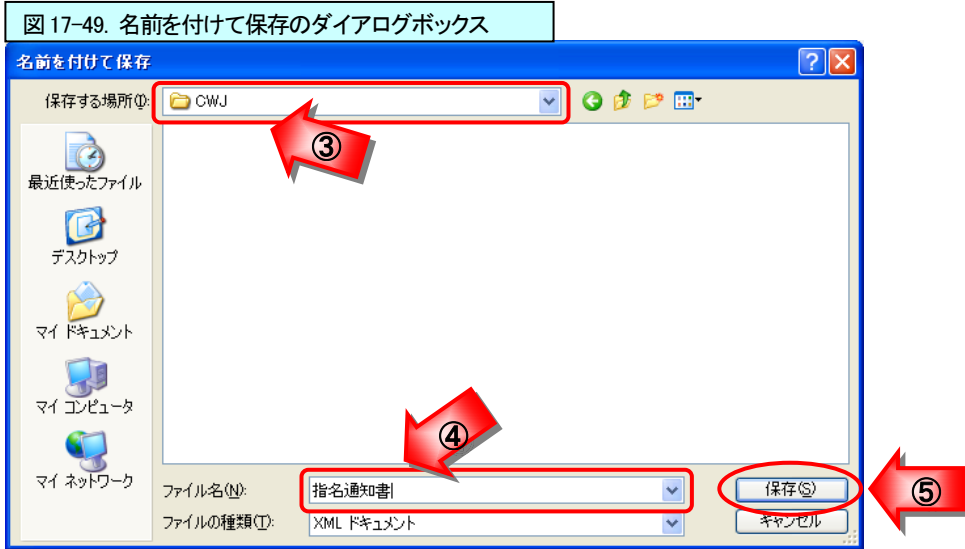 図 17-49. 名前を付けて保存のダイアログボックス
名前を付けて保存
保存する場所(I):
CWJ
③
最近使ったファイル
デスクトップ
マイ ドキュメント
マイ コンピュータ
マイ ネットワーク
④
ファイル名(N):
指名通知書
保存(S)
⑤
ファイルの種類(T):
XML ドキュメント
キャンセル